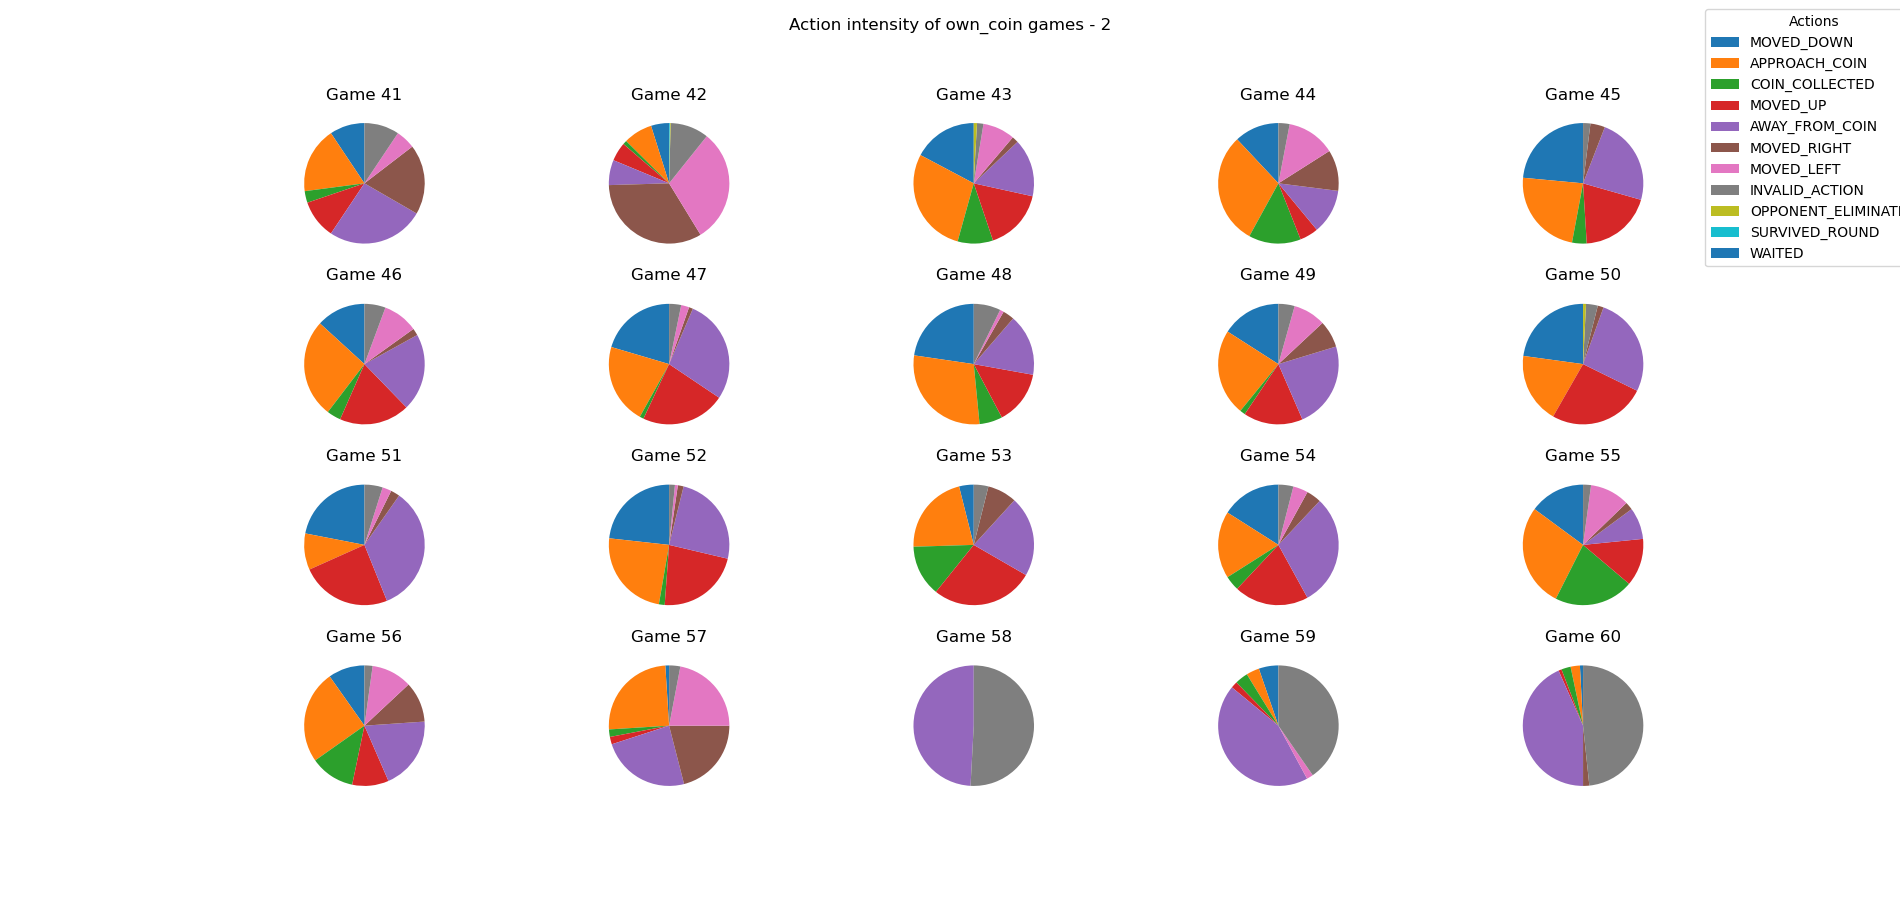 Action intensity of own_coin games - 2
Actions
MOVED_DOWN
APPROACH_COIN
COIN_COLLECTED
MOVED_UP
AWAY_FROM_COIN
MOVED_RIGHT
MOVED_LEFT
INVALID_ACTION
OPPONENT_ELIMINAT
SURVIVED_ROUND
WAITED
Game 41
Game 42
Game 43
Game 44
Game 45
Game 46
Game 47
Game 48
Game 49
Game 50
Game 51
Game 52
Game 53
Game 54
Game 55
Game 56
Game 57
Game 58
Game 59
Game 60